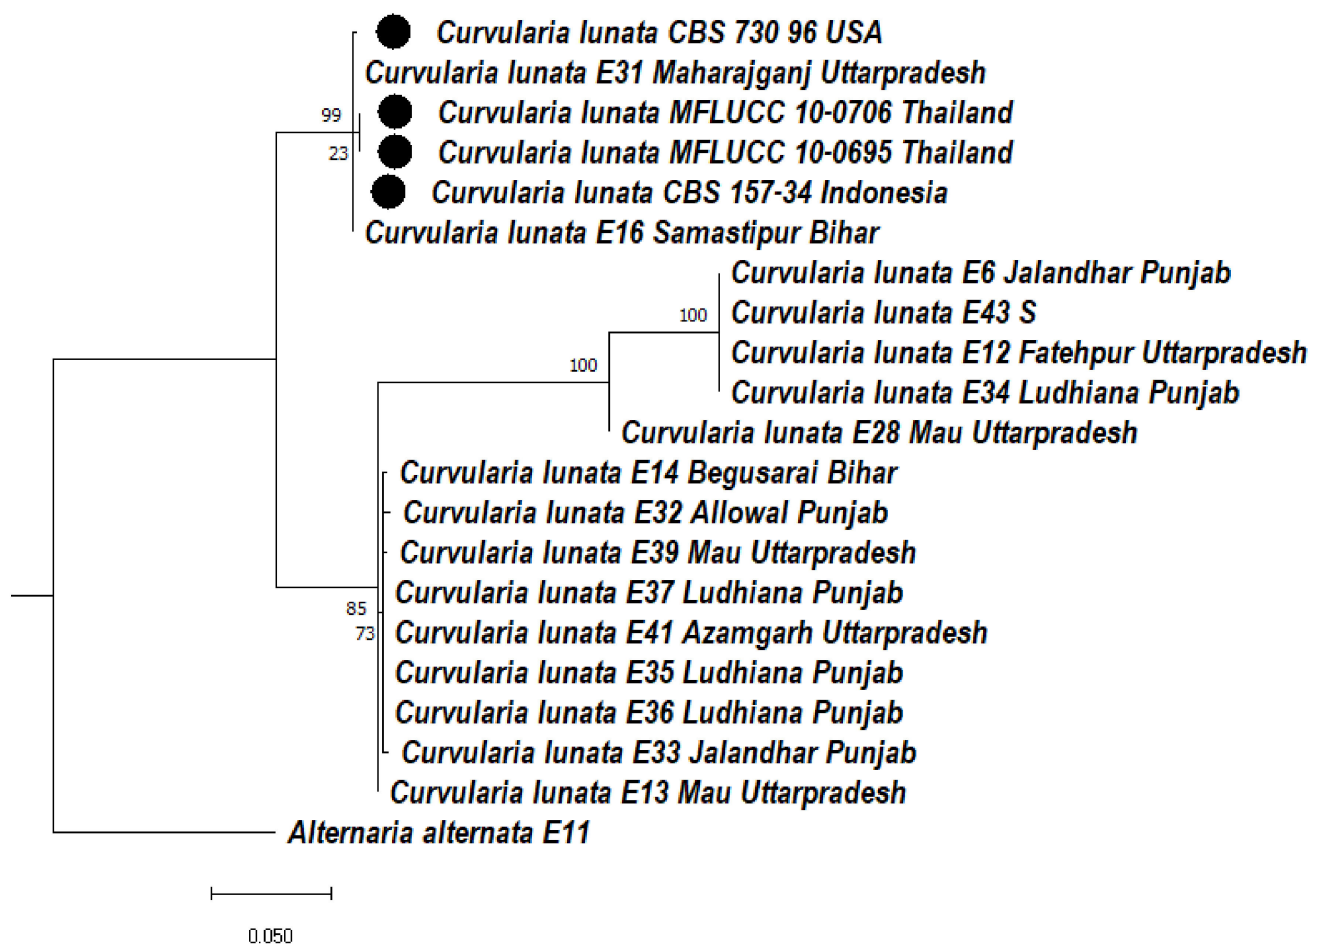 Curvularia lunata CBS 730 96 USA
Curvularia lunata E31 Maharajganj Uttarpradesh
99
Curvularia lunata MFLUCC 10-0706 Thailand
23
Curvularia lunata MFLUCC 10-0695 Thailand
Curvularia lunata CBS 157-34 Indonesia
Curvularia lunata E16 Samastipur Bihar
Curvularia lunata E6 Jalandhar Punjab
100
Curvularia lunata E43 S
Curvularia lunata E12 Fatehpur Uttarpradesh
100
Curvularia lunata E34 Ludhiana Punjab
Curvularia lunata E28 Mau Uttarpradesh
Curvularia lunata E14 Begusarai Bihar
Curvularia lunata E32 Allowal Punjab
Curvularia lunata E39 Mau Uttarpradesh
Curvularia lunata E37 Ludhiana Punjab
85
73
Curvularia lunata E41 Azamgarh Uttarpradesh
Curvularia lunata E35 Ludhiana Punjab
Curvularia lunata E36 Ludhiana Punjab
Curvularia lunata E33 Jalandhar Punjab
Curvularia lunata E13 Mau Uttarpradesh
Alternaria alternata E11
0.050